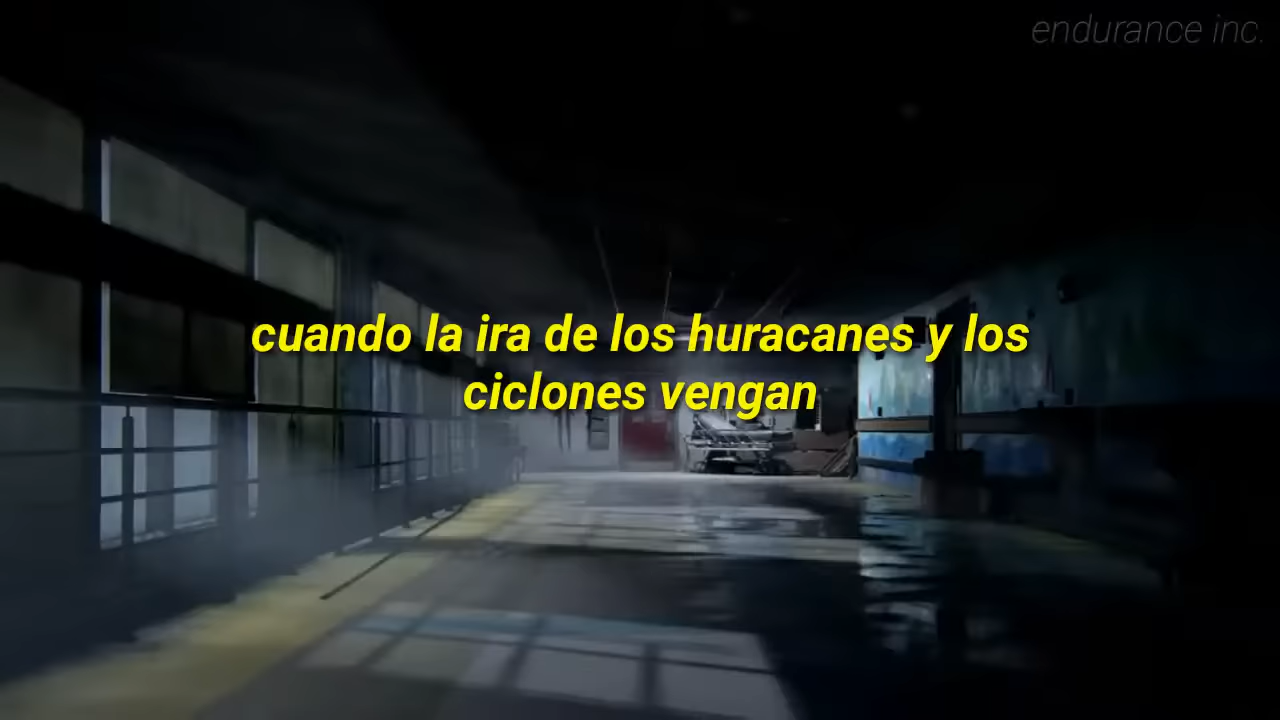 endurance inc.
cuando la ira de los huracanes y los
ciclones vengan